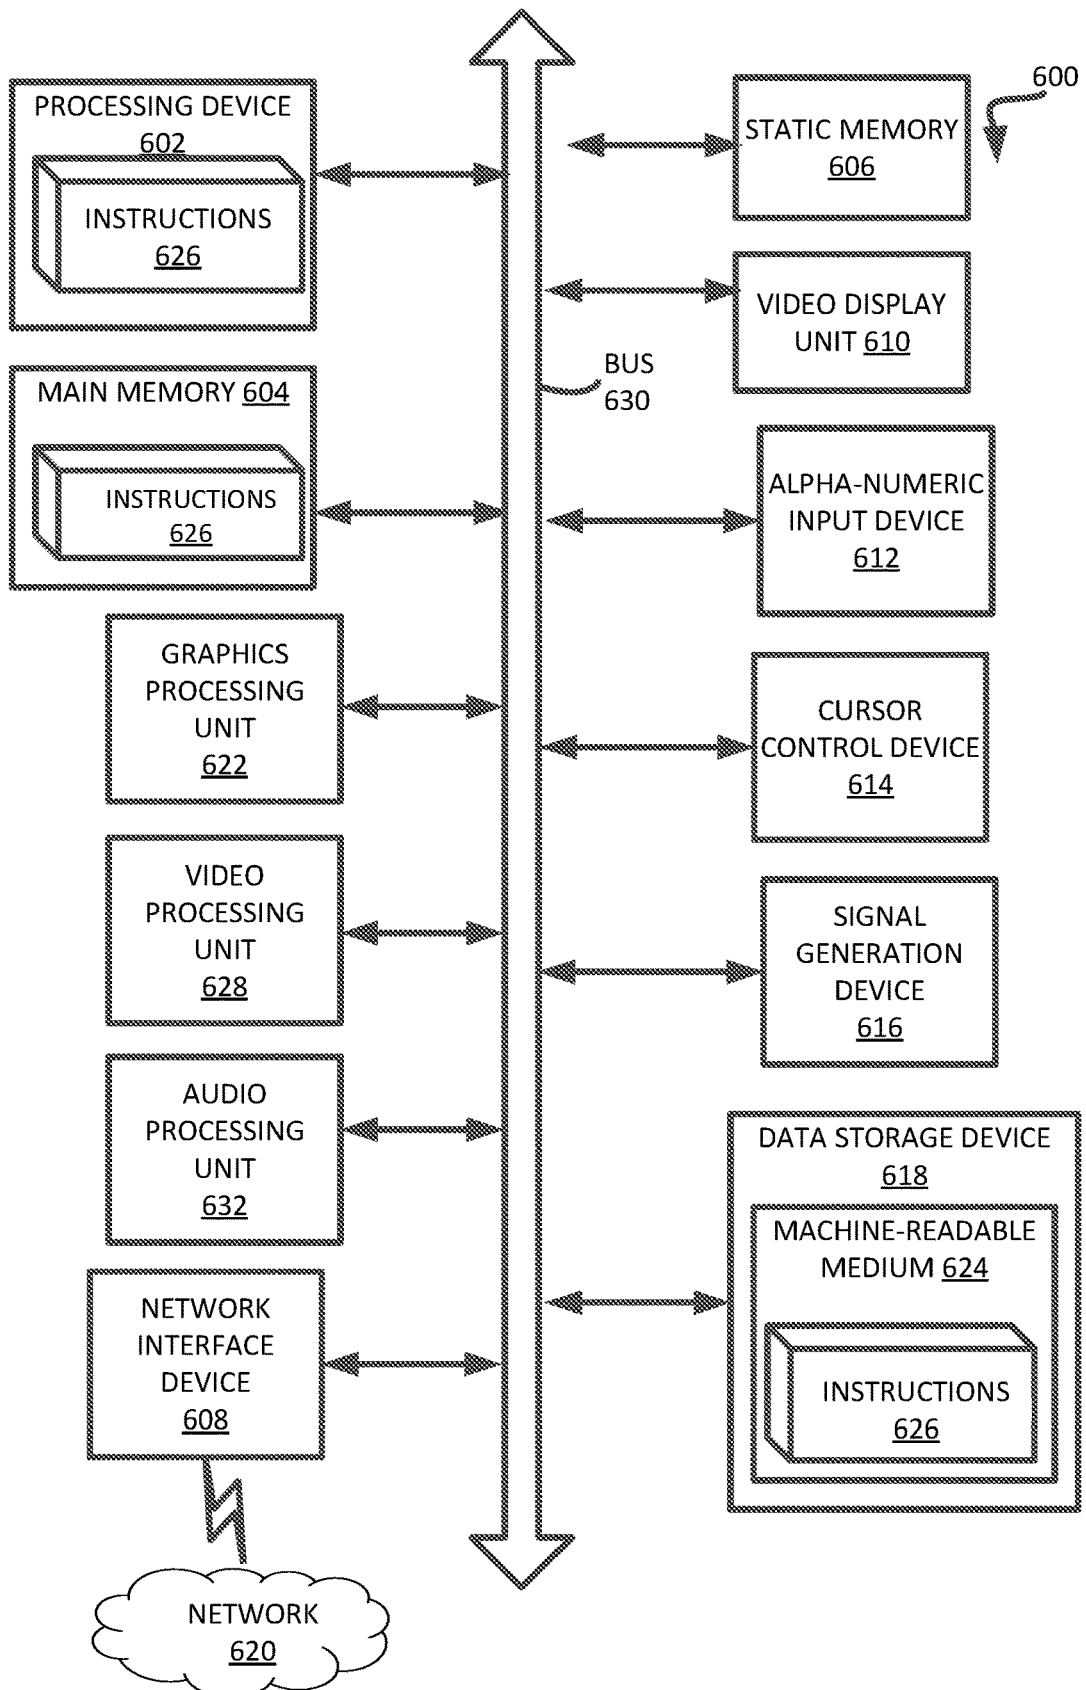 PROCESSING DEVICE
602
INSTRUCTIONS
626
MAIN MEMORY 604
INSTRUCTIONS
626
GRAPHICS
PROCESSING
UNIT
622
VIDEO
PROCESSING
UNIT
628
AUDIO
PROCESSING
UNIT
632
NETWORK
INTERFACE
DEVICE
608
NETWORK
620
BUS
630
600
STATIC MEMORY
606
VIDEO DISPLAY
UNIT 610
ALPHA-NUMERIC
INPUT DEVICE
612
CURSOR
CONTROL DEVICE
614
SIGNAL
GENERATION
DEVICE
616
DATA STORAGE DEVICE
618
MACHINE-READABLE
MEDIUM 624
INSTRUCTIONS
626